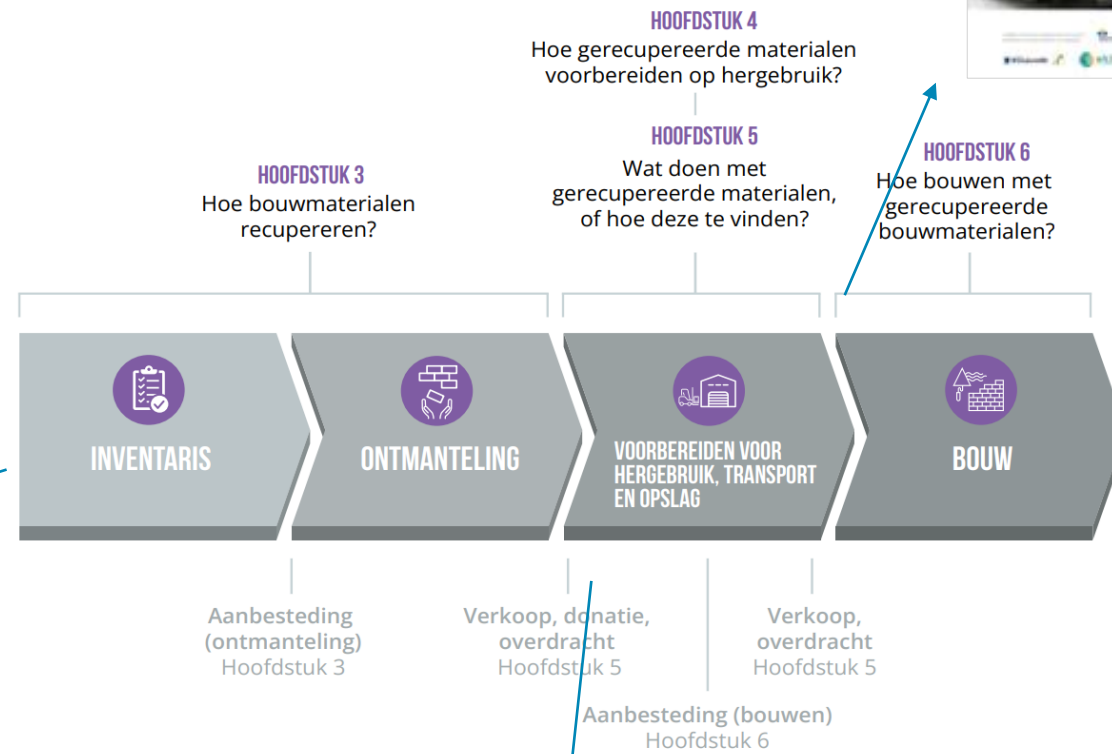 HOOFDSTUK 4
Hoe gerecupereerde materialen
voorbereiden op hergebruik?
HOOFDSTUK 5
Wat doen met
gerecupereerde materialen,
of hoe deze te vinden?
HOOFDSTUK 3
Hoe bouwmaterialen
recupereren?
HOOFDSTUK 6
Hoe bouwen met
gerecupereerde
bouwmaterialen?
INVENTARIS
ONTMANTELING
VOORBEREIDEN VOOR
HERGEBRUIK, TRANSPORT
EN OPSLAG
BOUW
Aanbesteding
(ontmanteling)
Hoofdstuk 3
Verkoop, donatie,
overdracht
Hoofdstuk 5
Verkoop,
overdracht
Hoofdstuk 5
Aanbesteding (bouwen)
Hoofdstuk 6